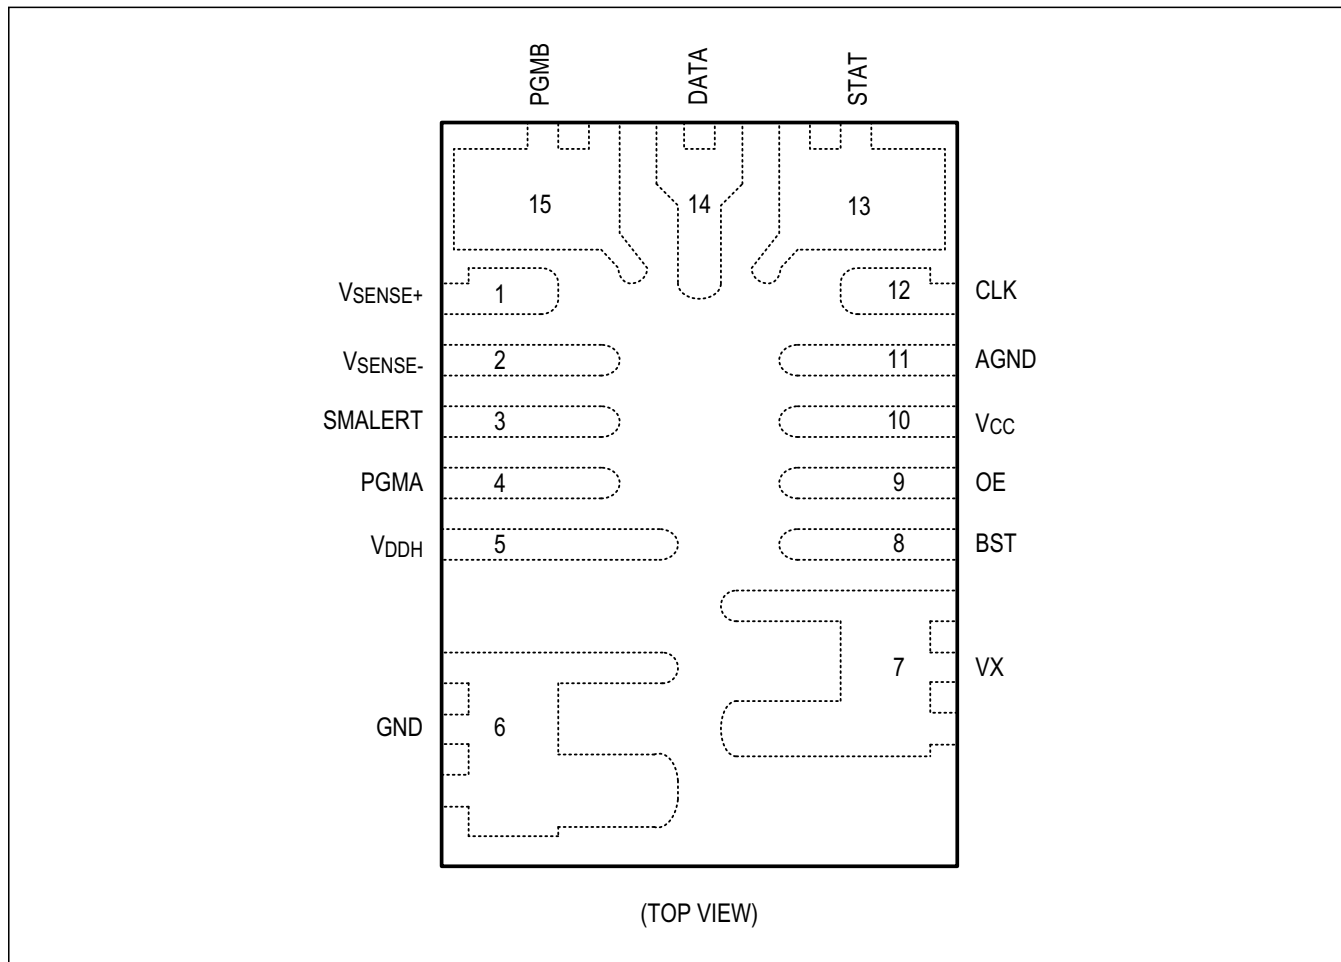 PGMB DATA STAT
15 14 13
VSENSE+ 1 12 CLK
VSENSE- 2 11 AGND
SMALERT 3 10 VCC
PGMA 4 9 OE
VDDH 5 8 BST
7 VX
GND 6
(TOP VIEW)